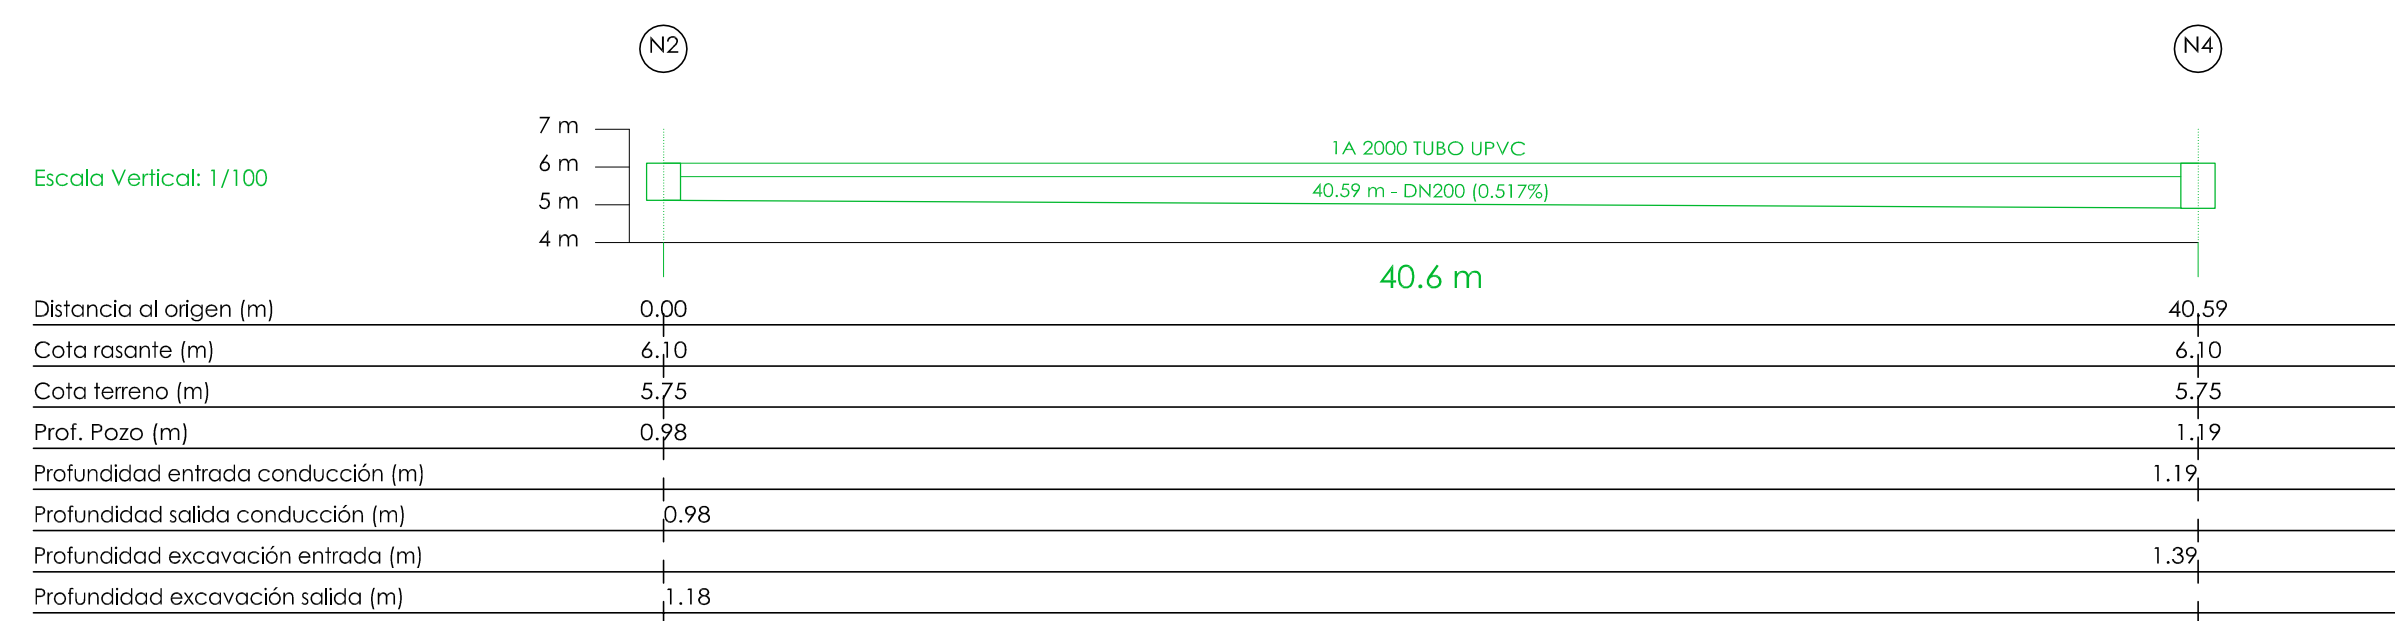 N2 N4
7 m
1A 2000 TUBO UPVC
6 m
Escala Vertical: 1/100
40.59 m - DN200 (0.517%)
5 m
4 m
40.6 m
Distancia al origen (m) 0.00 40.59
Cota rasante (m) 6.10 6.10
Cota terreno (m) 5.75 5.75
Prof. Pozo (m) 0.98 1.19
Profundidad entrada conducción (m) 1.19
Profundidad salida conducción (m) 0.98
Profundidad excavación entrada (m) 1.39
Profundidad excavación salida (m) 1.18